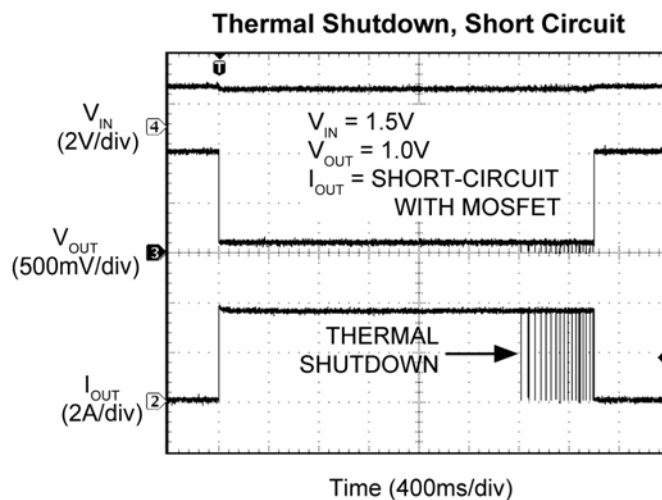 Thermal Shutdown, Short Circuit
T
V_IN
(2V/div)
4
V_IN = 1.5V
V_OUT = 1.0V
I_OUT = SHORT-CIRCUIT
WITH MOSFET
V_OUT
(500mV/div)
3
THERMAL
SHUTDOWN
I_OUT
(2A/div)
2
Time (400ms/div)